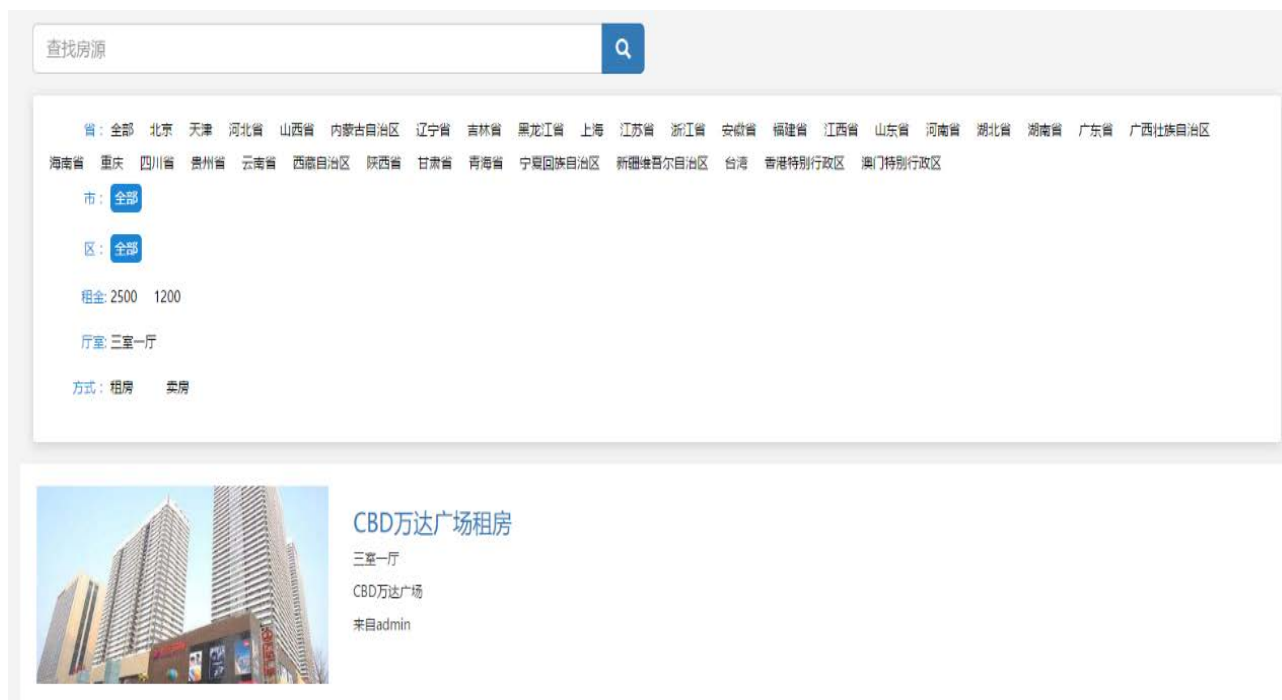 查找房源
省： 全部 北京 天津 河北省 山西省 内蒙古自治区 辽宁省 吉林省 黑龙江省 上海 江苏省 浙江省 安徽省 福建省 江西省 山东省 河南省 湖北省 湖南省 广东省 广西壮族自治区
海南省 重庆 四川省 贵州省 云南省 西藏自治区 陕西省 甘肃省 青海省 宁夏回族自治区 新疆维吾尔自治区 台湾 香港特别行政区 澳门特别行政区
市： 全部
区： 全部
租金: 2500 1200
厅室: 三室一厅
方式： 租房 卖房
CBD万达广场租房
三室一厅
CBD万达广场
来自admin